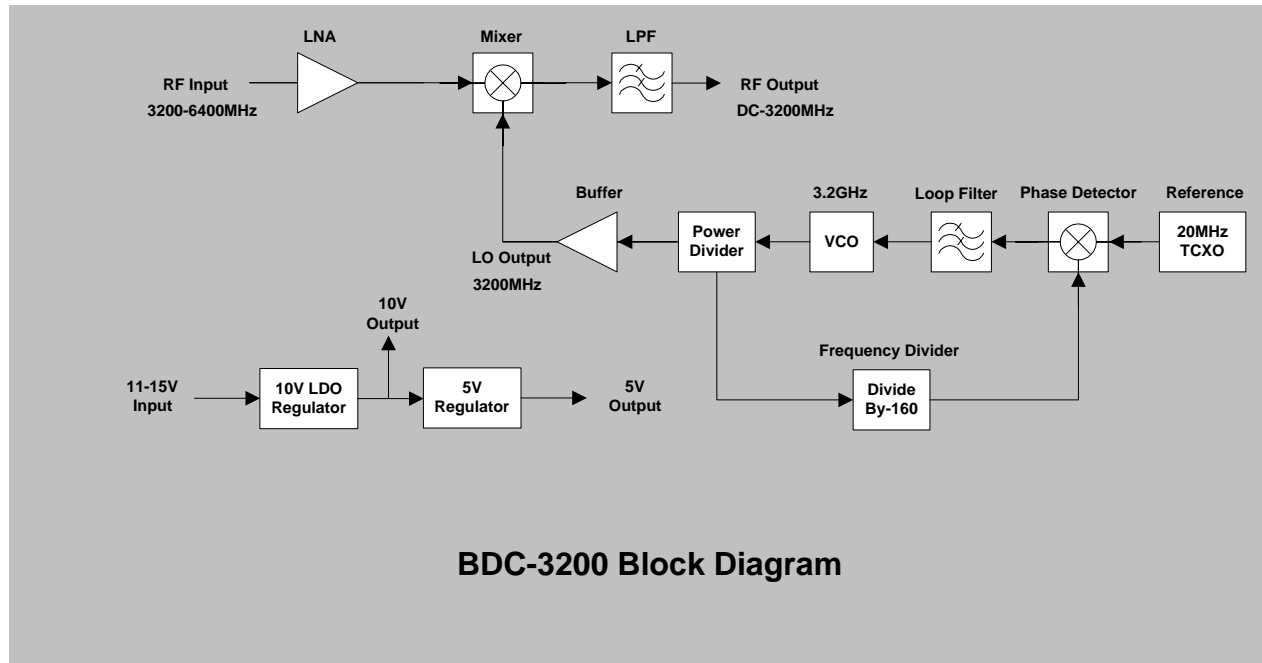 LNA
Mixer
LPF
RF Input
3200-6400MHz
RF Output
DC-3200MHz
Buffer
3.2GHz
Loop Filter
Phase Detector
Reference
Power
Divider
VCO
20MHz
TCXO
LO Output
3200MHz
10V
Output
Frequency Divider
11-15V
Input
10V LDO
Regulator
5V
Regulator
5V
Output
Divide
By-160
BDC-3200 Block Diagram